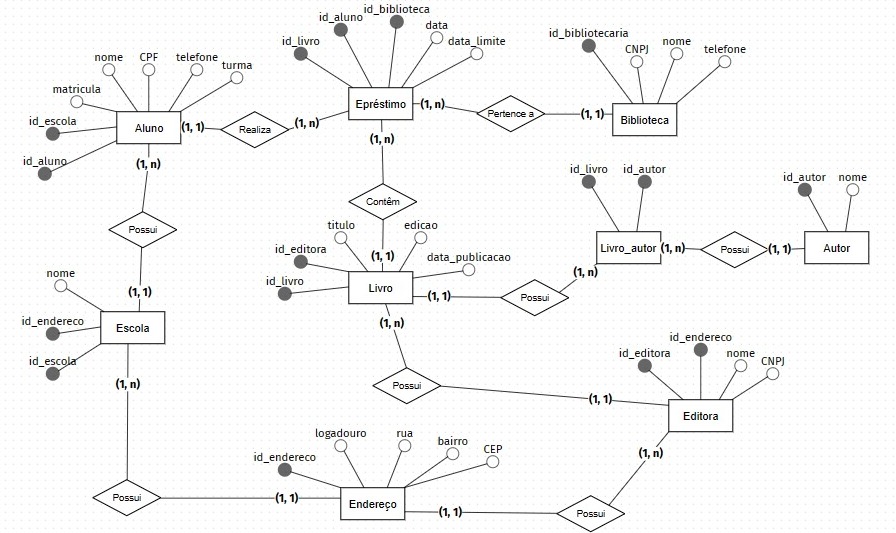 id_livro
id_aluno
id_biblioteca
data
data_limite
id_bibliotecaria
CNPJ
nome
telefone
matricula
nome
CPF
telefone
turma
id_escola
id_aluno
Aluno
(1, 1)
Realiza
(1, n)
Epréstimo
(1, n)
Pertence a
(1, 1)
Biblioteca
(1, n)
(1, n)
Possui
Contêm
(1, 1)
(1, 1)
id_livro
id_autor
id_autor
nome
Livro_autor
(1, n)
Possui
(1, 1)
Autor
titulo
edicao
id_editora
data_publicacao
id_livro
Livro
(1, 1)
Possui
(1, n)
nome
id_endereco
id_escola
Escola
(1, n)
(1, n)
Possui
(1, 1)
id_editora
id_endereco
nome
CNPJ
Editora
(1, n)
logadouro
rua
bairro
CEP
id_endereco
Possui
(1, 1)
Endereço
(1, 1)
Possui